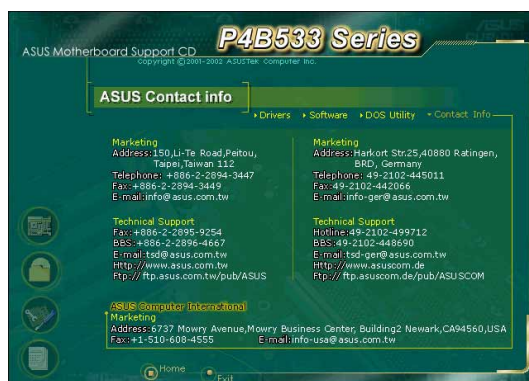 P4B533 Series
ASUS Motherboard Support CD
Copyright @2001-2002 ASUSTeK Computer Inc.
ASUS Contact info
Drivers Software DOS Utility Contact Info
Marketing
Address:150,Li-Te Road,Peitou,
Taipei,Taiwan 112
Telephone: +886-2-2894-3447
Fax:+886-2-2894-3449
E-mail:info@asus.com.tw
Technical Support
Fax:+886-2-2895-9254
BBS:+886-2-2896-4667
E-mail:tsd@asus.com.tw
Http://www.asus.com.tw
Ftp://ftp.asus.com.tw/pub/ASUS
Marketing
Address:Harkort Str.25,40880 Ratingen,
BRD, Germany
Telephone: 49-2102-445011
Fax:49-2102-442066
E-mail:info-ger@asus.com.tw
Technical Support
Hotline:49-2102-499712
BBS:49-2102-448690
E-mail:tsd-ger@asus.com.tw
Http://www.asuscom.de
Ftp://ftp.asuscom.de/pub/ASUSCOM
ASUS Computer International
Marketing
Address:6737 Mowry Avenue,Mowry Business Center, Building2 Newark,CA94560,USA
Fax:+1-510-608-4555 E-mail:info-usa@asus.com.tw
Home Exit